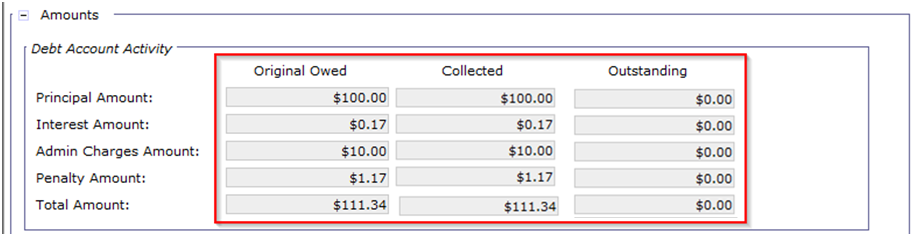 Amounts
Debt Account Activity
Original Owed Collected Outstanding
Principal Amount: $100.00 $100.00 $0.00
Interest Amount: $0.17 $0.17 $0.00
Admin Charges Amount: $10.00 $10.00 $0.00
Penalty Amount: $1.17 $1.17 $0.00
Total Amount: $111.34 $111.34 $0.00